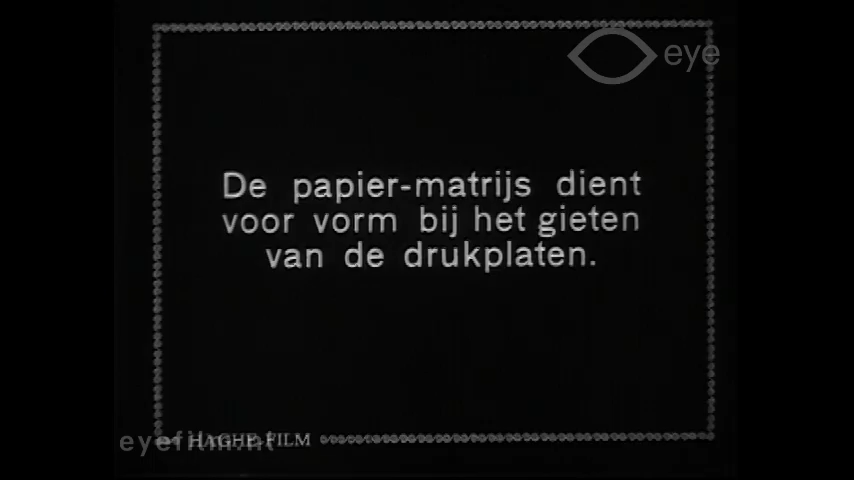 eye
De papier-matrijs dient
voor vorm bij het gieten
van de drukplaten.
HAGHE-FILM
eyefilm.nl